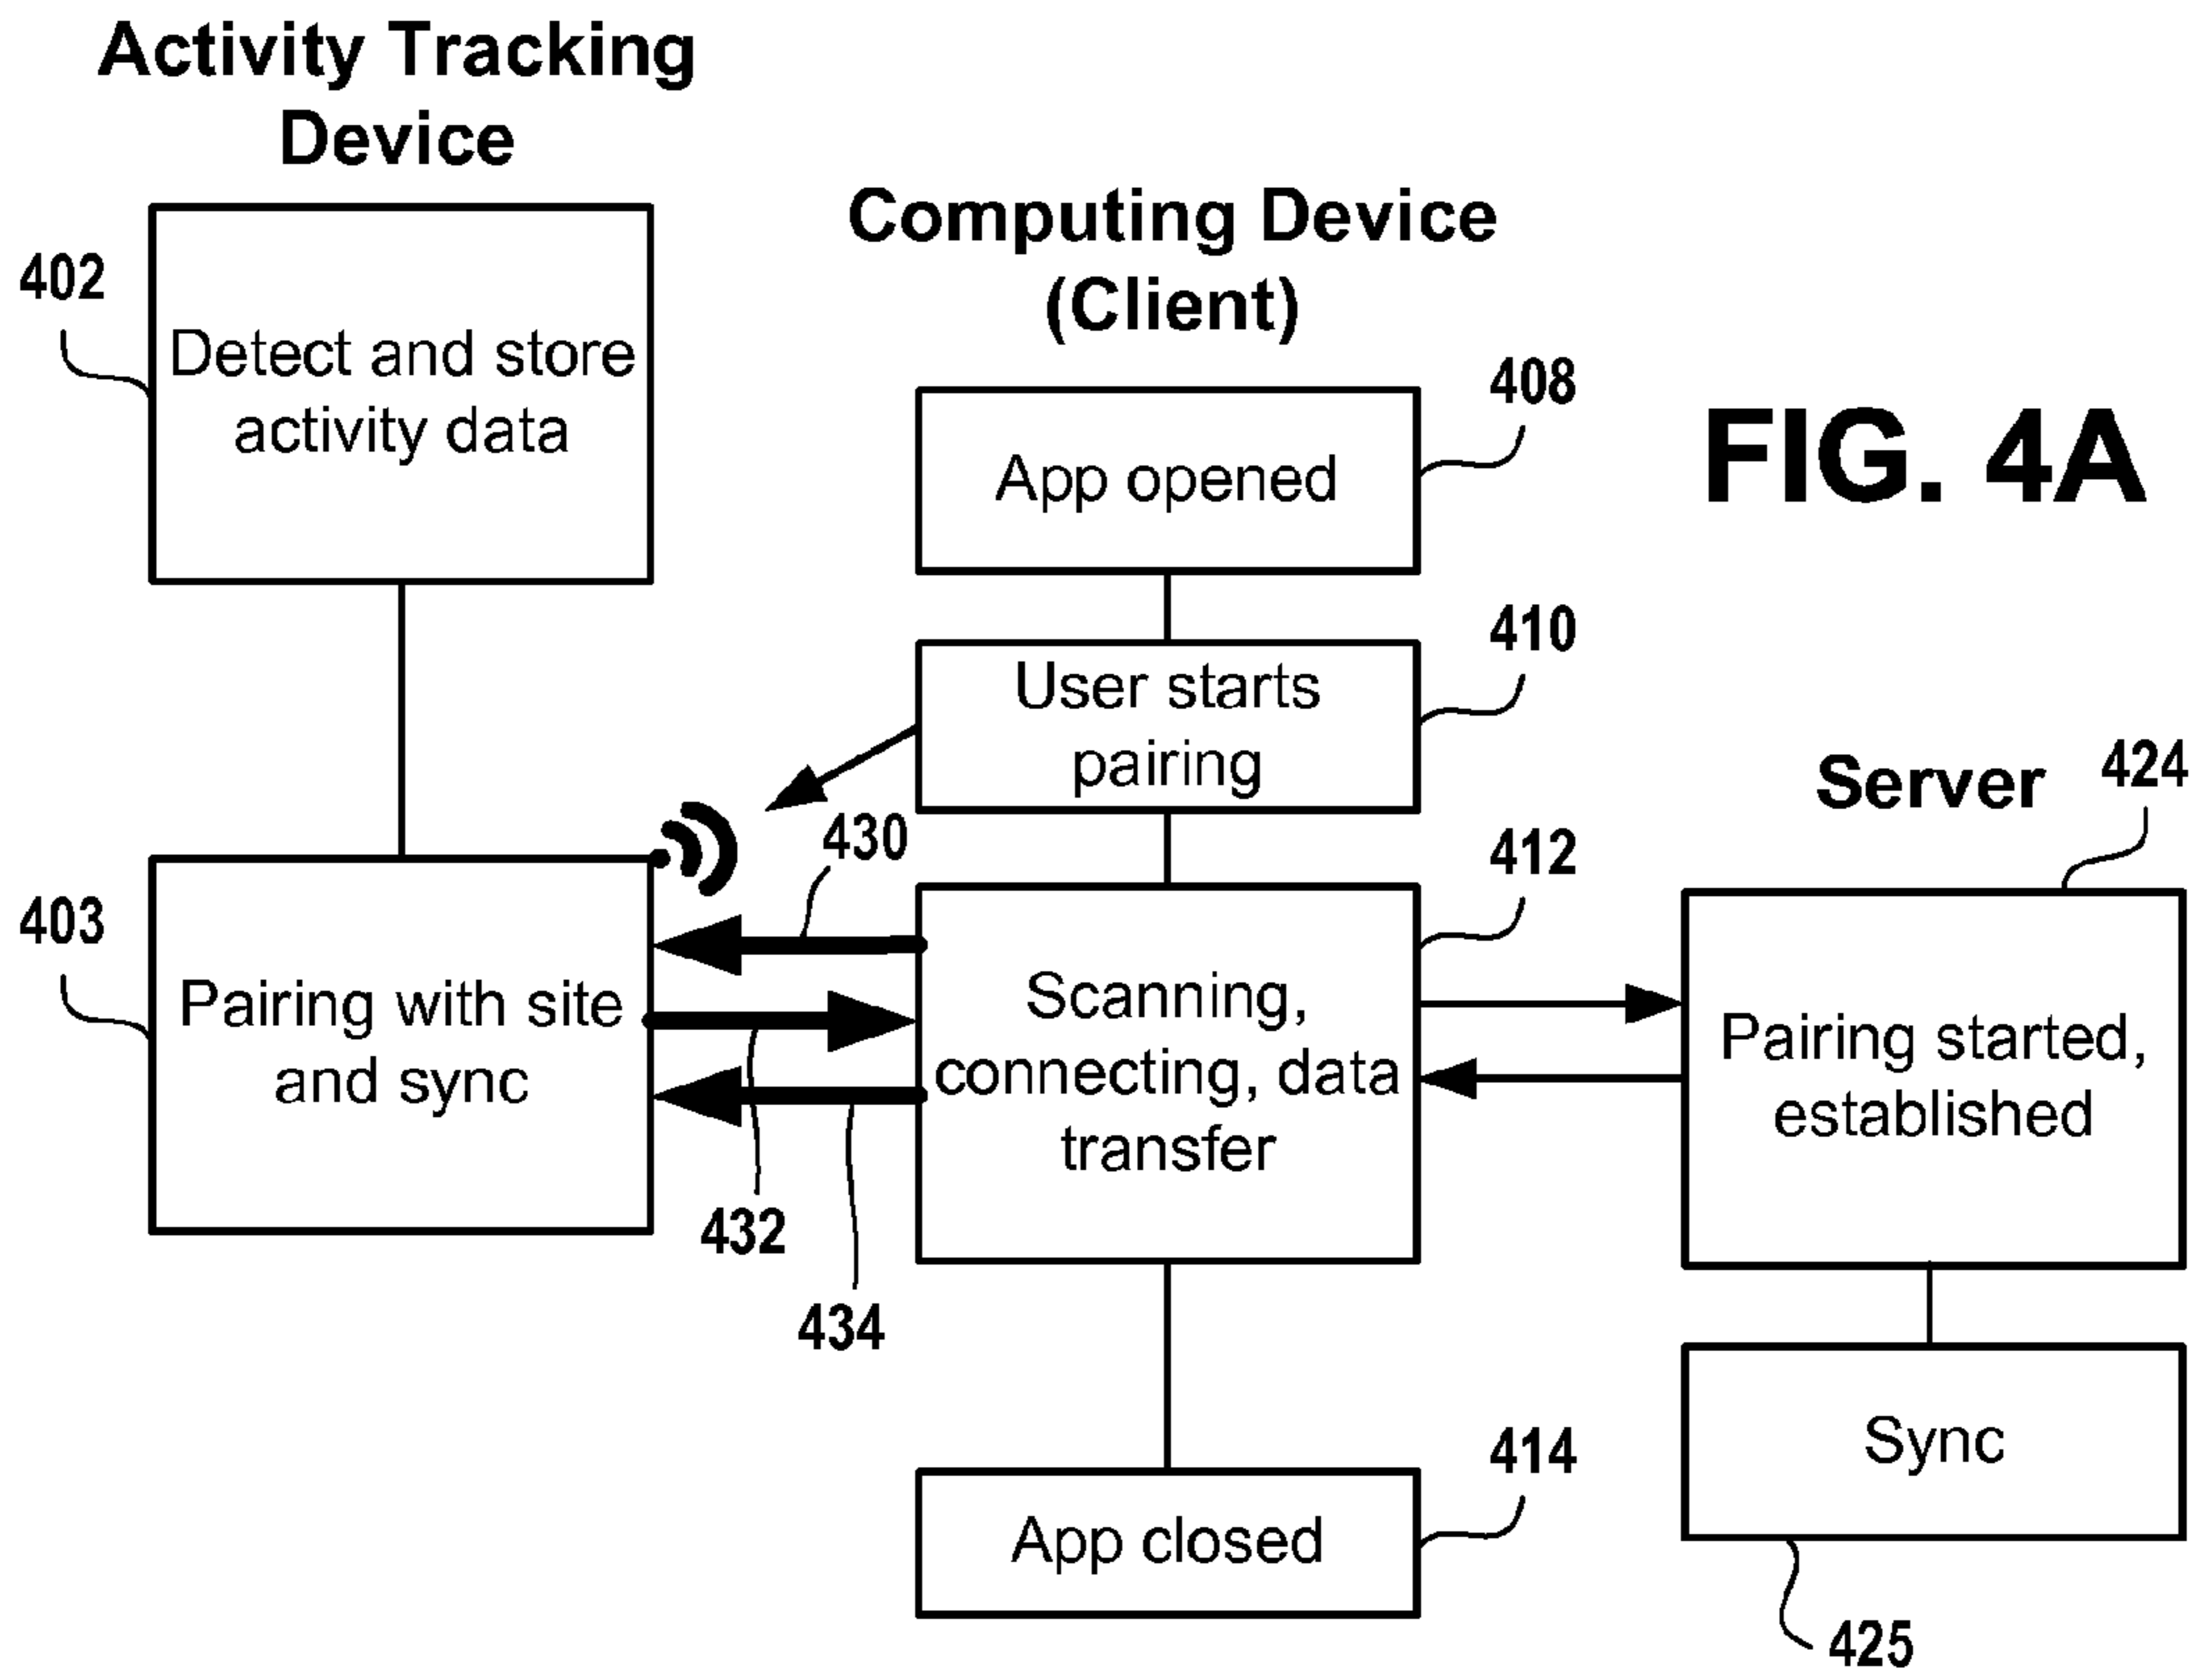 Activity Tracking
Device
402
Detect and store
activity data
403
Pairing with site
and sync
Computing Device
(Client)
408
App opened
410
User starts
pairing
430
412
Scanning,
connecting, data
transfer
432
434
414
App closed
FIG. 4A
Server
424
Pairing started,
established
Sync
425